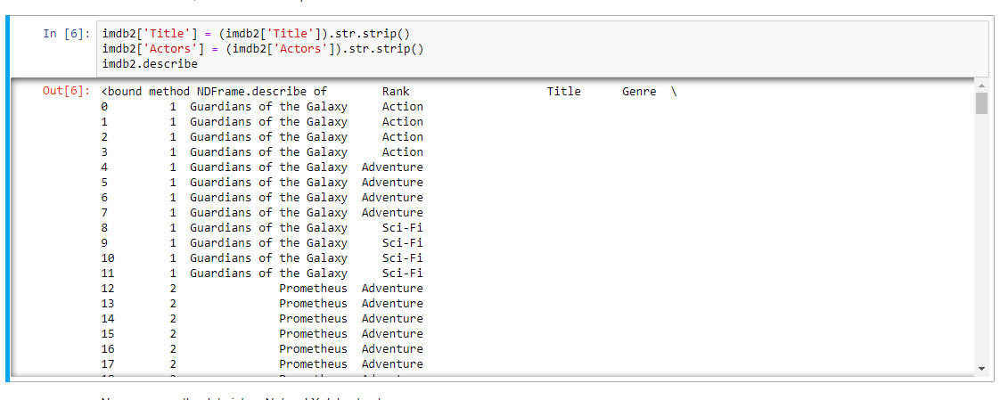 In [6]: imdb2['Title'] = (imdb2['Title']).str.strip()
imdb2['Actors'] = (imdb2['Actors']).str.strip()
imdb2.describe
Out[6]: <bound method NDFrame.describe of Rank Title Genre \
0 1 Guardians of the Galaxy Action
1 1 Guardians of the Galaxy Action
2 1 Guardians of the Galaxy Action
3 1 Guardians of the Galaxy Action
4 1 Guardians of the Galaxy Adventure
5 1 Guardians of the Galaxy Adventure
6 1 Guardians of the Galaxy Adventure
7 1 Guardians of the Galaxy Adventure
8 1 Guardians of the Galaxy Sci-Fi
9 1 Guardians of the Galaxy Sci-Fi
10 1 Guardians of the Galaxy Sci-Fi
11 1 Guardians of the Galaxy Sci-Fi
12 2 Prometheus Adventure
13 2 Prometheus Adventure
14 2 Prometheus Adventure
15 2 Prometheus Adventure
16 2 Prometheus Adventure
17 2 Prometheus Adventure